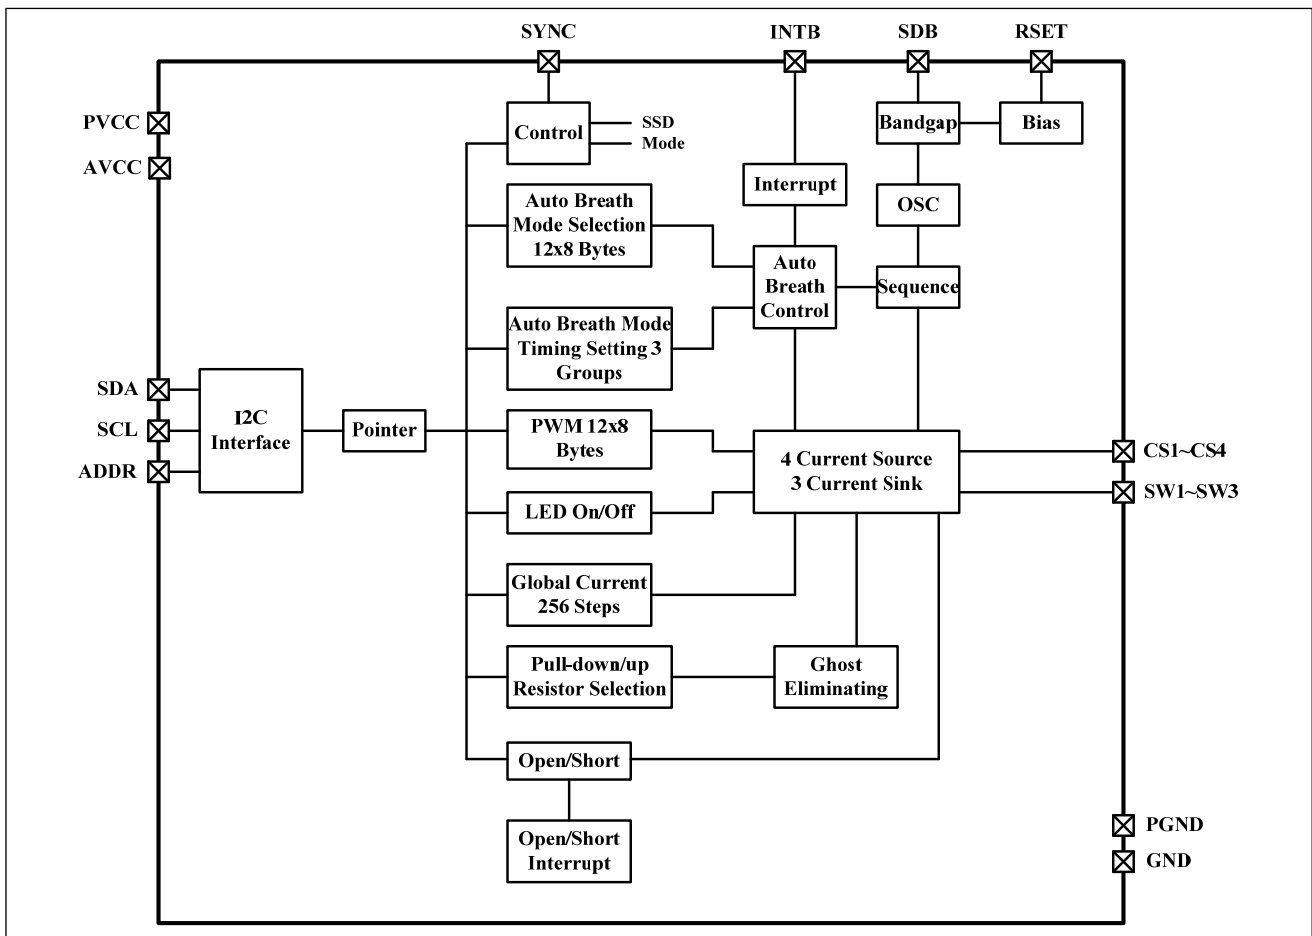 SYNC
INTB
SDB
RSET
PVCC
AVCC
Control
SSD
Mode
Bandgap
Bias
Interrupt
OSC
Auto Breath
Mode Selection
12x8 Bytes
Auto
Breath
Control
Sequence
Auto Breath Mode
Timing Setting 3
Groups
SDA
SCL
ADDR
I2C
Interface
Pointer
PWM 12x8
Bytes
4 Current Source
3 Current Sink
CS1~CS4
SW1~SW3
LED On/Off
Global Current
256 Steps
Pull-down/up
Resistor Selection
Ghost
Eliminating
Open/Short
Open/Short
Interrupt
PGND
GND